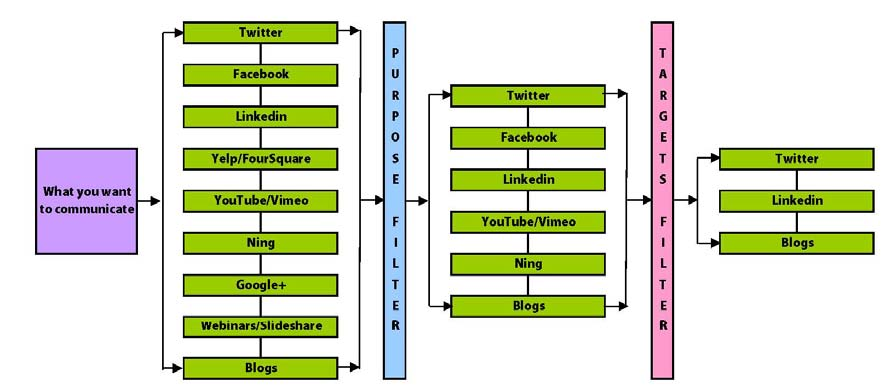 What you want
to communicate
Twitter
Facebook
Linkedin
Yelp/FourSquare
YouTube/Vimeo
Ning
Google+
Webinars/Slideshare
Blogs
PURPOSE FILTER
Twitter
Facebook
Linkedin
YouTube/Vimeo
Ning
Blogs
TARGETS FILTER
Twitter
Linkedin
Blogs